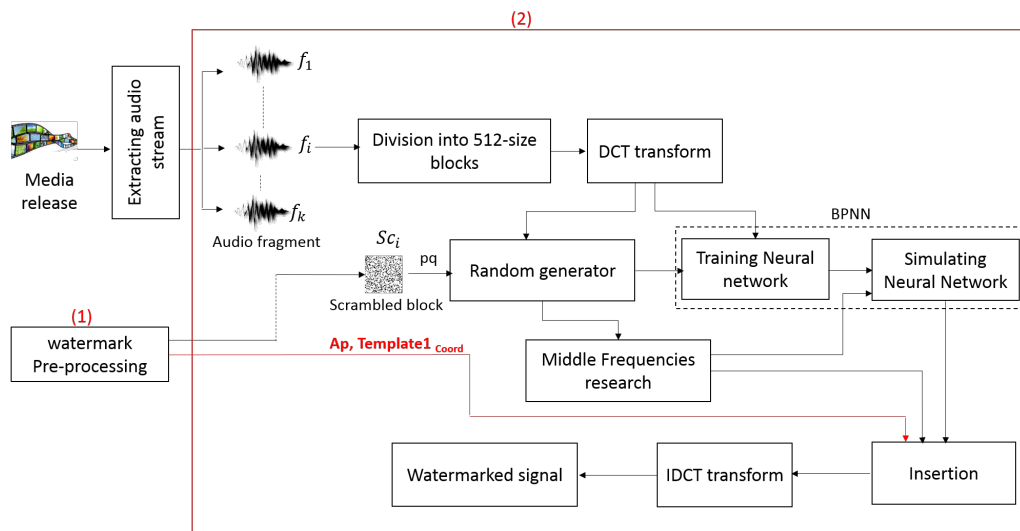 (2)
f₁
Media
release
Extracting audio
stream
fᵢ
Division into 512-size
blocks
DCT transform
fₖ
Audio fragment
BPNN
Scᵢ
pq
Scrambled block
Random generator
Training Neural
network
Simulating
Neural Network
(1)
watermark
Pre-processing
Ap, Template1 Coord
Middle Frequencies
research
Watermarked signal
IDCT transform
Insertion